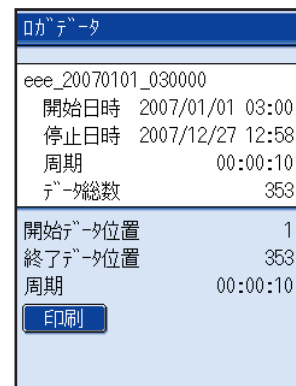 ﾛｶﾞﾃﾞｰﾀ
eee_20070101_030000
開始日時 2007/01/01 03:00
停止日時 2007/12/27 12:58
周期 00:00:10
ﾃﾞｰﾀ総数 353
開始ﾃﾞｰﾀ位置 1
終了ﾃﾞｰﾀ位置 353
周期 00:00:10
印刷